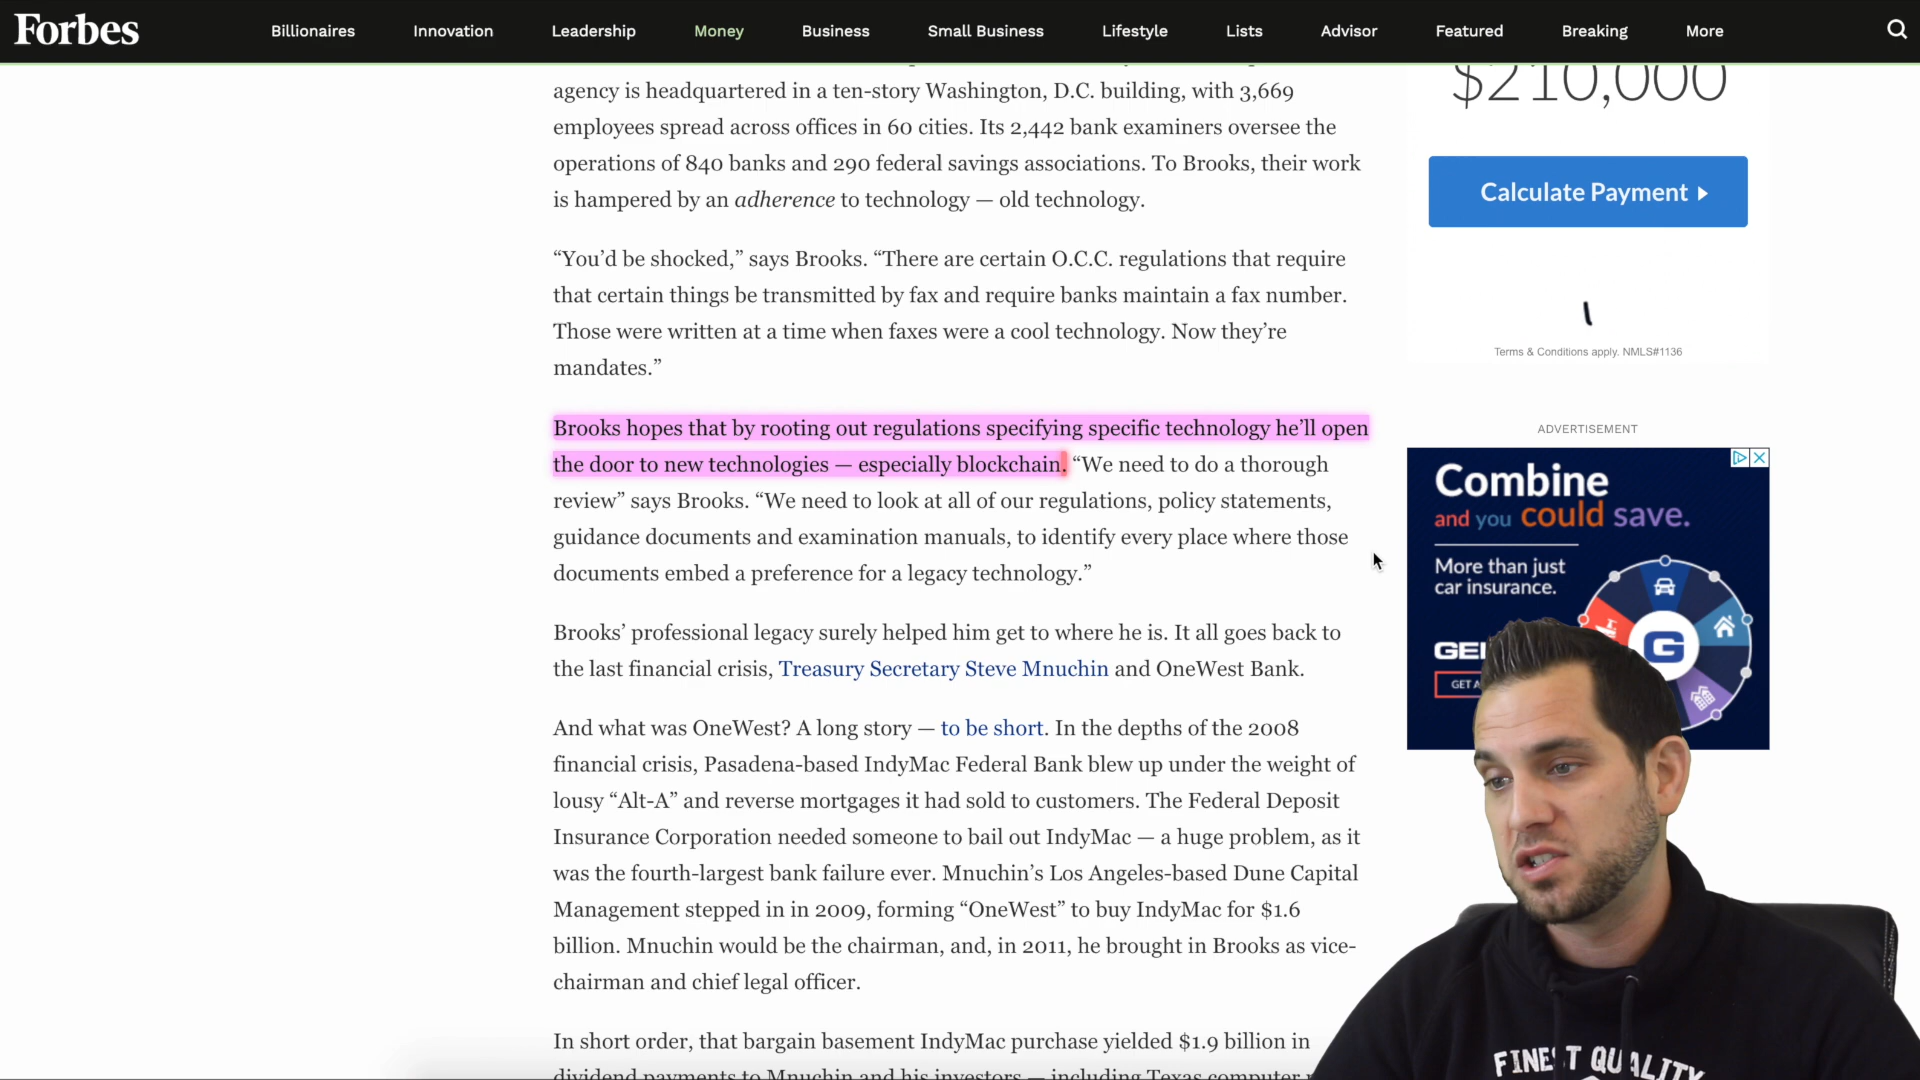 Forbes
Billionaires Innovation Leadership Money Business Small Business Lifestyle Lists Advisor Featured Breaking More
agency is headquartered in a ten-story Washington, D.C. building, with 3,669
employees spread across offices in 60 cities. Its 2,442 bank examiners oversee the
operations of 840 banks and 290 federal savings associations. To Brooks, their work
is hampered by an adherence to technology — old technology.
“You’d be shocked,” says Brooks. “There are certain O.C.C. regulations that require
that certain things be transmitted by fax and require banks maintain a fax number.
Those were written at a time when faxes were a cool technology. Now they’re
mandates.”
Brooks hopes that by rooting out regulations specifying specific technology he’ll open
the door to new technologies — especially blockchain. “We need to do a thorough
review” says Brooks. “We need to look at all of our regulations, policy statements,
guidance documents and examination manuals, to identify every place where those
documents embed a preference for a legacy technology.”
Brooks’ professional legacy surely helped him get to where he is. It all goes back to
the last financial crisis, Treasury Secretary Steve Mnuchin and OneWest Bank.
And what was OneWest? A long story — to be short. In the depths of the 2008
financial crisis, Pasadena-based IndyMac Federal Bank blew up under the weight of
lousy “Alt-A” and reverse mortgages it had sold to customers. The Federal Deposit
Insurance Corporation needed someone to bail out IndyMac — a huge problem, as it
was the fourth-largest bank failure ever. Mnuchin’s Los Angeles-based Dune Capital
Management stepped in in 2009, forming “OneWest” to buy IndyMac for $1.6
billion. Mnuchin would be the chairman, and, in 2011, he brought in Brooks as vice-
chairman and chief legal officer.
In short order, that bargain basement IndyMac purchase yielded $1.9 billion in
dividend payments to Mnuchin and his investors — including Texas computer
$210,000
Calculate Payment
Terms & Conditions apply. NMLS#1136
ADVERTISEMENT
Combine
and you could save.
More than just
car insurance.
G
GET A
FINEST QUALITY